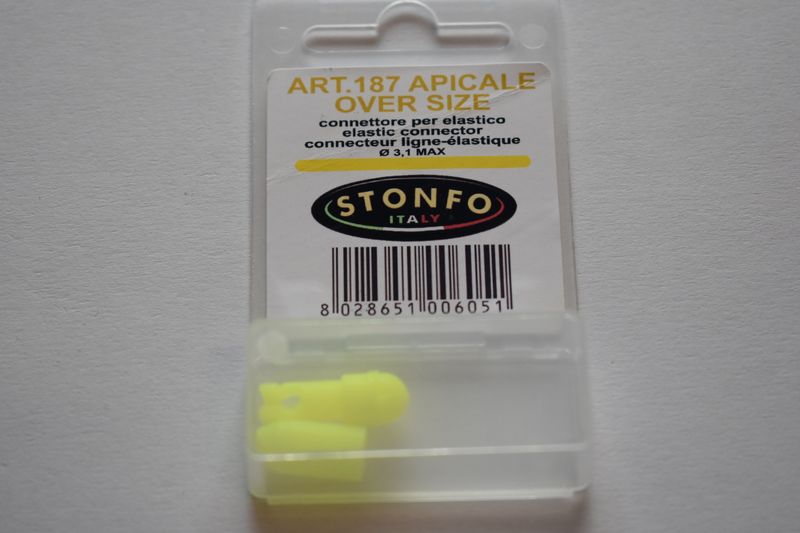 ART.187 APICALE
OVER SIZE
connettore per elastico
elastic connector
connecteur ligne-élastique
Ø 3,1 MAX
STONFO
ITALY
8 028651 006051